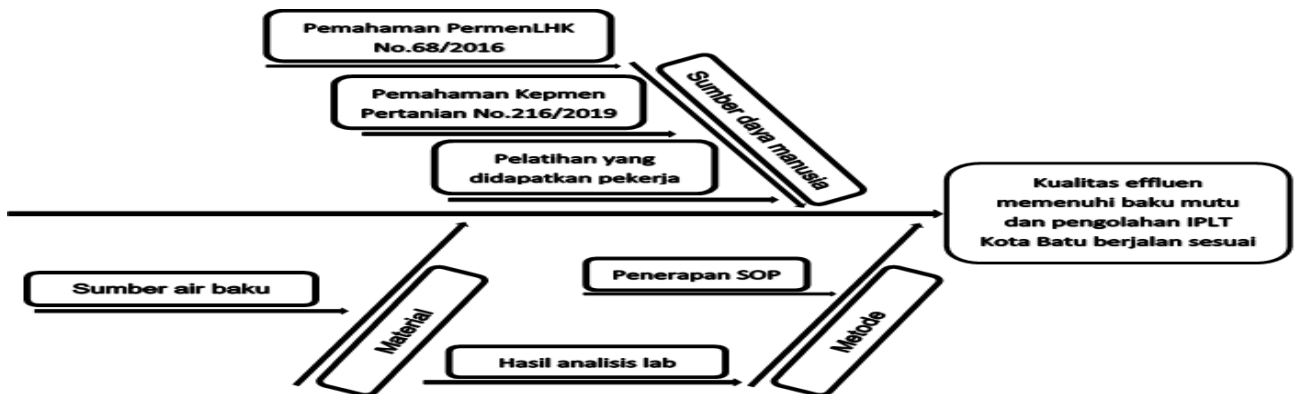 Pemahaman PermenLHK
No.68/2016
Pemahaman Kepmen
Pertanian No.216/2019
Pelatihan yang
didapatkan pekerja
Sumber daya manusia
Kualitas effluen
memenuhi baku mutu
dan pengolahan IPLT
Kota Batu berjalan sesuai
Sumber air baku
Material
Penerapan SOP
Hasil analisis lab
Metode